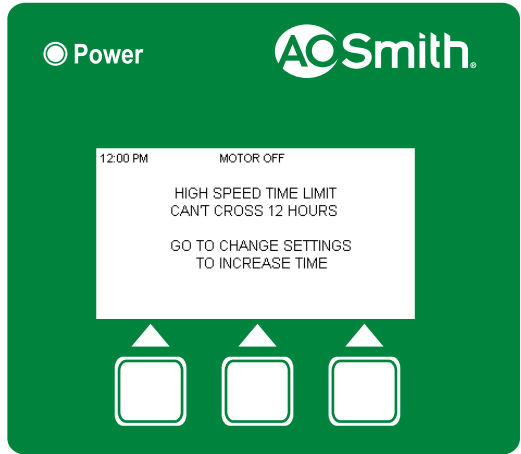 Power
AOSmith®
12:00 PM MOTOR OFF
HIGH SPEED TIME LIMIT
CAN'T CROSS 12 HOURS
GO TO CHANGE SETTINGS
TO INCREASE TIME